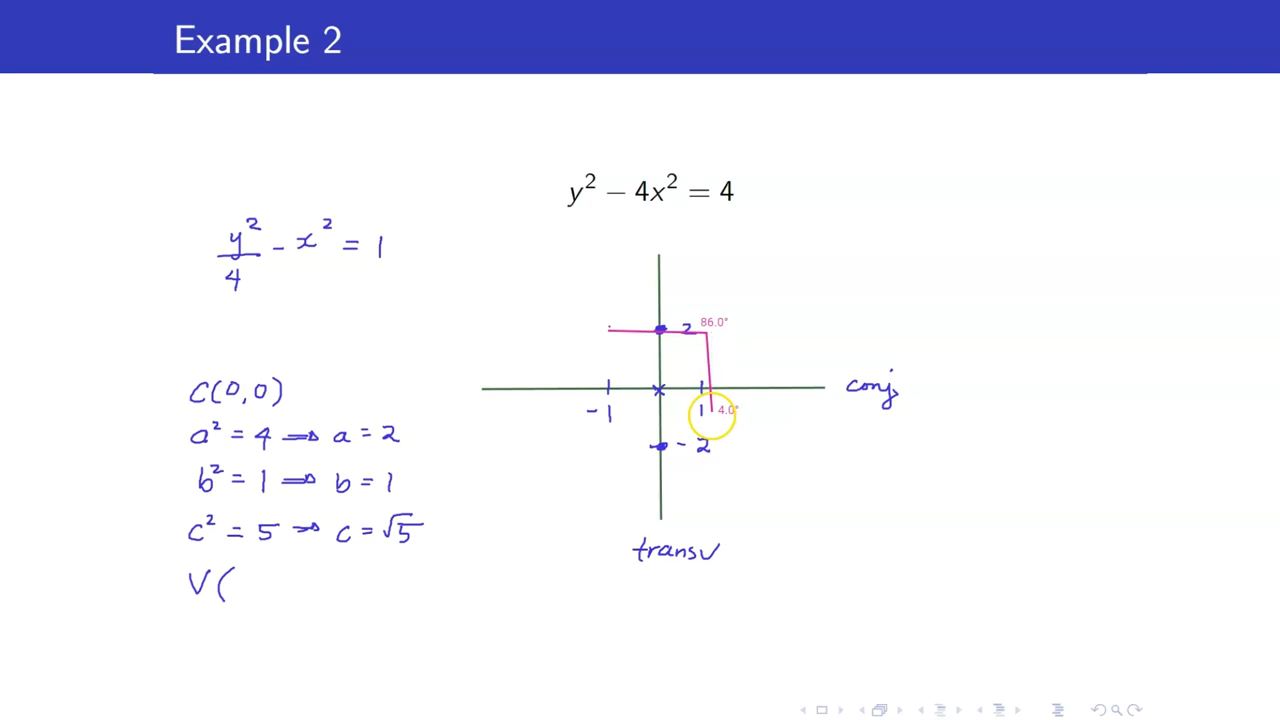 Example 2
y² − 4x² = 4
y²/4 - x² = 1
2 86.0°
C(0,0)
conj
-1 1 4.0°
a² = 4 ⇒ a = 2
-2
b² = 1 ⇒ b = 1
c² = 5 ⇒ c = √5
transv
V(